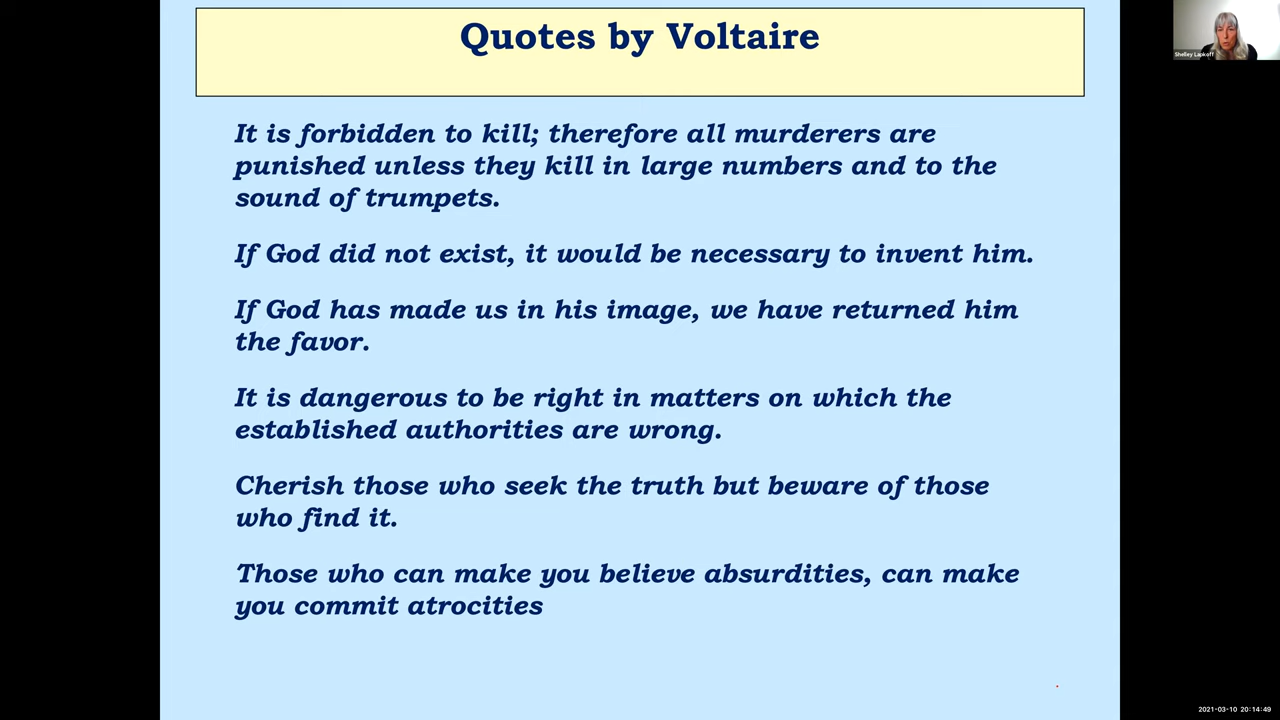 Quotes by Voltaire
Shelley Lapkoff
It is forbidden to kill; therefore all murderers are
punished unless they kill in large numbers and to the
sound of trumpets.
If God did not exist, it would be necessary to invent him.
If God has made us in his image, we have returned him
the favor.
It is dangerous to be right in matters on which the
established authorities are wrong.
Cherish those who seek the truth but beware of those
who find it.
Those who can make you believe absurdities, can make
you commit atrocities
2021-03-10 20:14:49